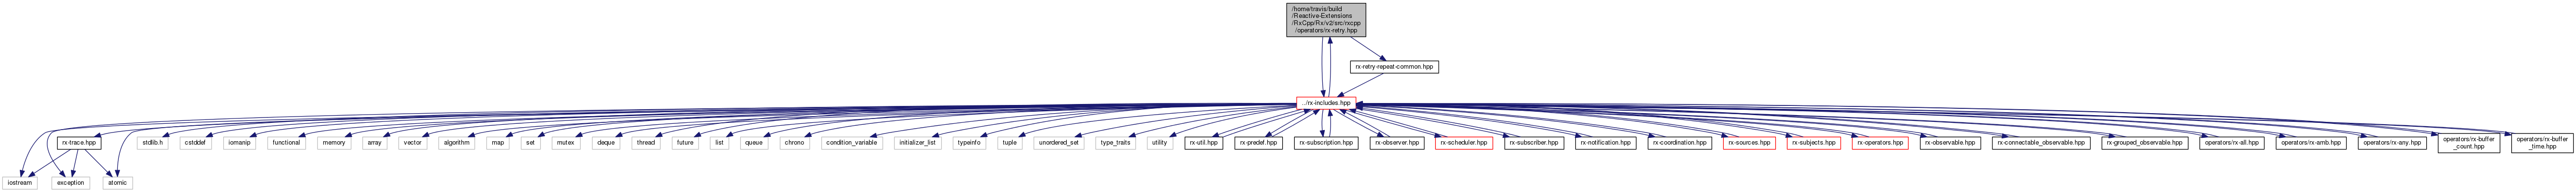 /home/travis/build
/Reactive-Extensions
/RxCpp/Rx/v2/src/rxcpp
/operators/rx-retry.hpp
rx-retry-repeat-common.hpp
../rx-includes.hpp
rx-trace.hpp
stdlib.h
cstddef
iomanip
functional
memory
array
vector
algorithm
map
set
mutex
deque
thread
future
list
queue
chrono
condition_variable
initializer_list
typeinfo
tuple
unordered_set
type_traits
utility
rx-util.hpp
rx-predef.hpp
rx-subscription.hpp
rx-observer.hpp
rx-scheduler.hpp
rx-subscriber.hpp
rx-notification.hpp
rx-coordination.hpp
rx-sources.hpp
rx-subjects.hpp
rx-operators.hpp
rx-observable.hpp
rx-connectable_observable.hpp
rx-grouped_observable.hpp
operators/rx-all.hpp
operators/rx-amb.hpp
operators/rx-any.hpp
operators/rx-buffer
_count.hpp
operators/rx-buffer
_time.hpp
iostream
exception
atomic